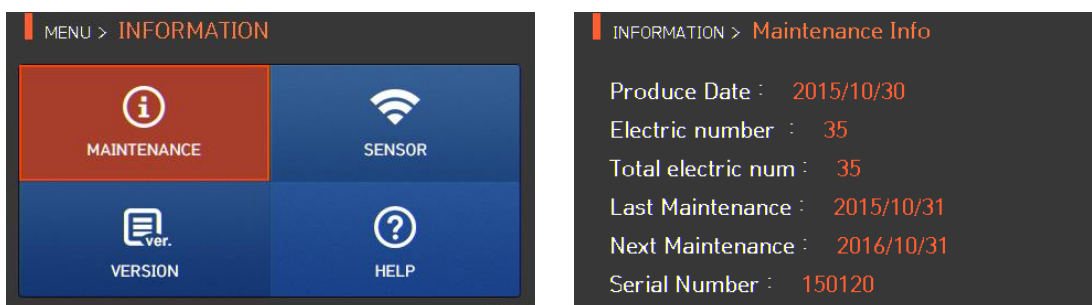 MENU > INFORMATION
MAINTENANCE
SENSOR
ver.
VERSION
HELP
INFORMATION > Maintenance Info
Produce Date : 2015/10/30
Electric number : 35
Total electric num : 35
Last Maintenance : 2015/10/31
Next Maintenance : 2016/10/31
Serial Number : 150120